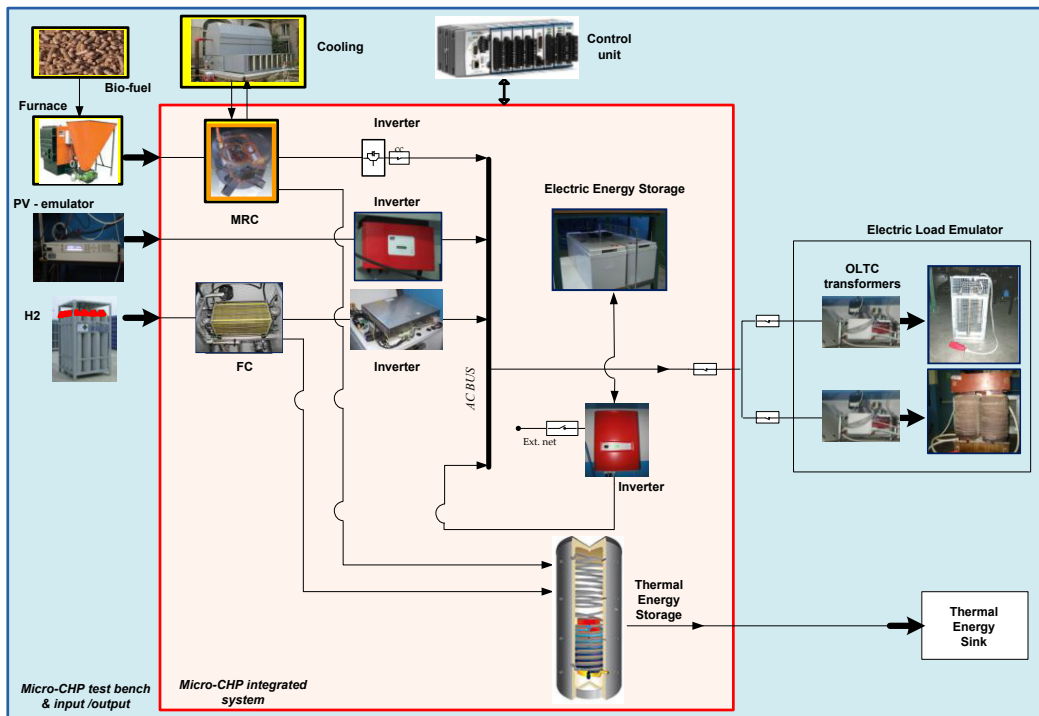 Cooling
Control
unit
Bio-fuel
Furnace
Inverter
cc
PV - emulator
MRC
Inverter
Electric Energy Storage
Electric Load Emulator
OLTC
transformers
H2
FC
Inverter
AC BUS
Ext. net
Inverter
Thermal
Energy
Storage
Thermal
Energy
Sink
Micro-CHP test bench
& input /output
Micro-CHP integrated
system